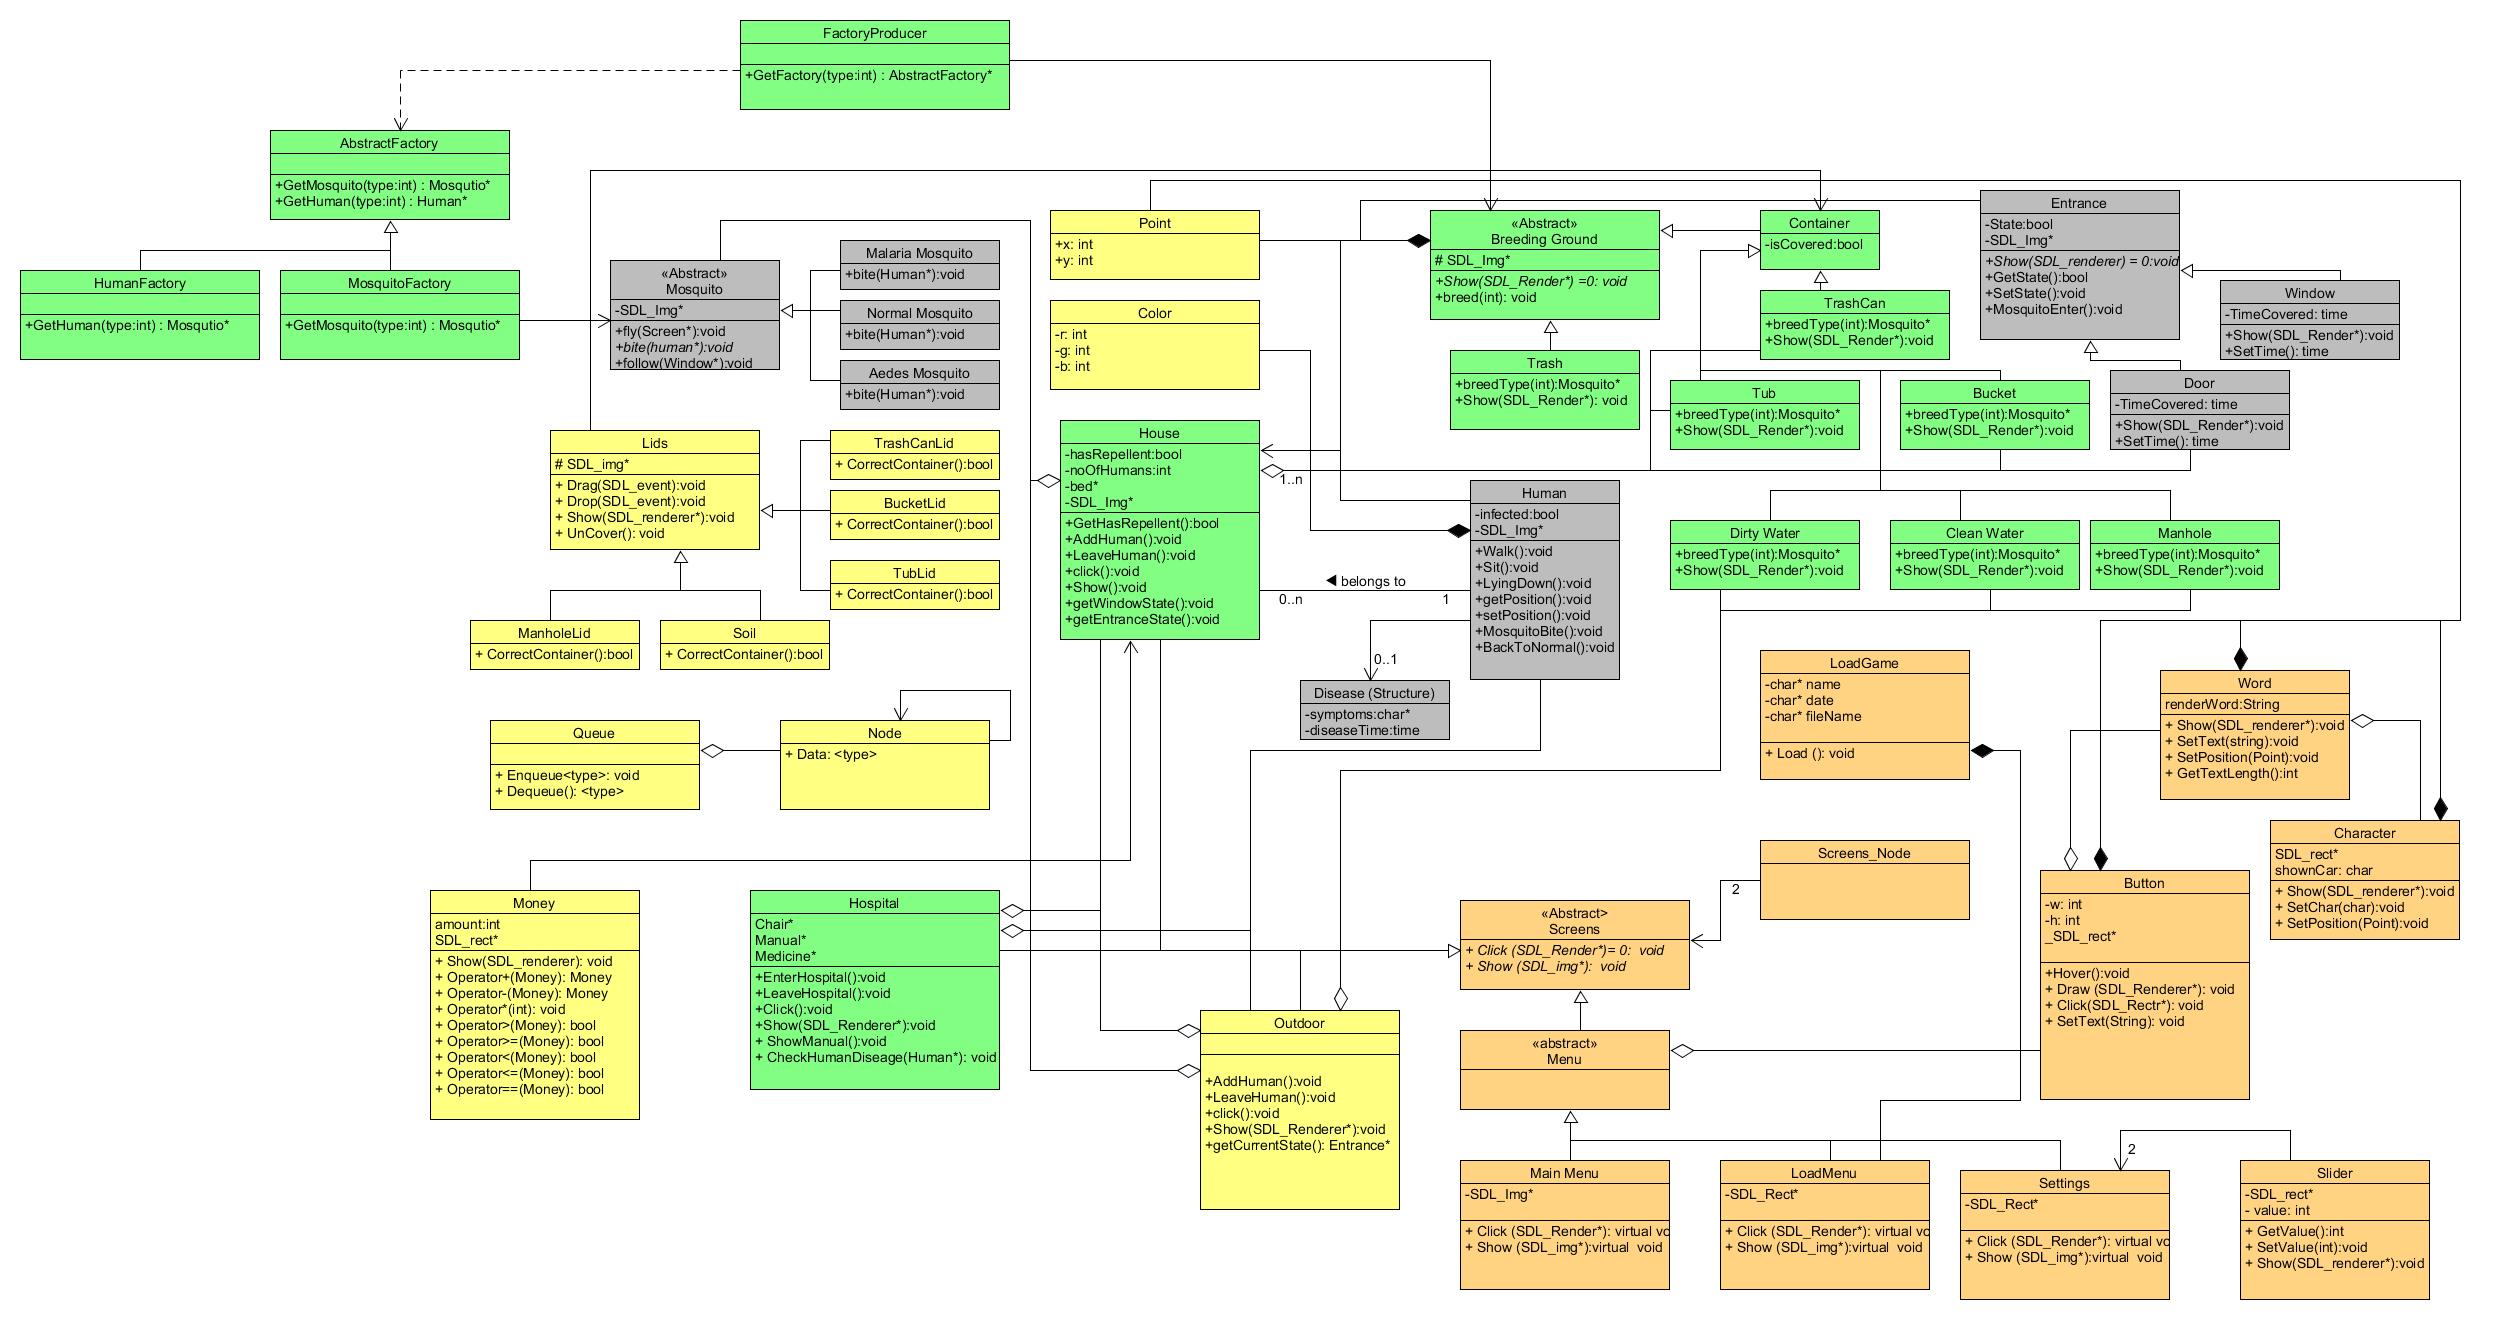 FactoryProducer
+GetFactory(type:int) : AbstractFactory*
AbstractFactory
+GetMosquito(type:int) : Mosqutio*
+GetHuman(type:int) : Human*
HumanFactory
+GetHuman(type:int) : Mosqutio*
MosquitoFactory
+GetMosquito(type:int) : Mosqutio*
«Abstract»
Mosquito
-SDL_Img*
+fly(Screen*):void
+bite(human*):void
+follow(Window*):void
Malaria Mosquito
+bite(Human*):void
Normal Mosquito
+bite(Human*):void
Aedes Mosquito
+bite(Human*):void
Point
+x: int
+y: int
Color
-r: int
-g: int
-b: int
«Abstract»
Breeding Ground
# SDL_Img*
+Show(SDL_Render*) =0: void
+breed(int): void
Container
-isCovered:bool
Entrance
-State:bool
-SDL_Img*
+Show(SDL_renderer) = 0:void
+GetState():bool
+SetState():void
+MosquitoEnter():void
Window
-TimeCovered: time
+Show(SDL_Render*):void
+SetTime(): time
TrashCan
+breedType(int):Mosquito*
+Show(SDL_Render*):void
Trash
+breedType(int):Mosquito*
+Show(SDL_Render*): void
Tub
+breedType(int):Mosquito*
+Show(SDL_Render*):void
Bucket
+breedType(int):Mosquito*
+Show(SDL_Render*):void
Door
-TimeCovered: time
+Show(SDL_Render*):void
+SetTime(): time
Lids
# SDL_img*
+ Drag(SDL_event):void
+ Drop(SDL_event):void
+ Show(SDL_renderer*):void
+ UnCover(): void
TrashCanLid
+ CorrectContainer():bool
BucketLid
+ CorrectContainer():bool
TubLid
+ CorrectContainer():bool
ManholeLid
+ CorrectContainer():bool
Soil
+ CorrectContainer():bool
House
-hasRepellent:bool
-noOfHumans:int
-bed*
-SDL_Img*
+GetHasRepellent():bool
+AddHuman():void
+LeaveHuman():void
+click():void
+Show():void
+getWindowState():void
+getEntranceState():void
1..n
◀ belongs to
0..n
1
Human
-infected:bool
-SDL_Img*
+Walk():void
+Sit():void
+LyingDown():void
+getPosition():void
+setPosition():void
+MosquitoBite():void
+BackToNormal():void
0..1
Disease (Structure)
-symptoms:char*
-diseaseTime:time
Dirty Water
+breedType(int):Mosquito*
+Show(SDL_Render*):void
Clean Water
+breedType(int):Mosquito*
+Show(SDL_Render*):void
Manhole
+breedType(int):Mosquito*
+Show(SDL_Render*):void
Queue
+ Enqueue<type>: void
+ Dequeue(): <type>
Node
+ Data: <type>
LoadGame
-char* name
-char* date
-char* fileName
+ Load (): void
Word
renderWord:String
+ Show(SDL_renderer*):void
+ SetText(string):void
+ SetPosition(Point):void
+ GetTextLength():int
Character
SDL_rect*
shownCar: char
+ Show(SDL_renderer*):void
+ SetChar(char):void
+ SetPosition(Point):void
Money
amount:int
SDL_rect*
+ Show(SDL_renderer): void
+ Operator+(Money): Money
+ Operator-(Money): Money
+ Operator*(int): void
+ Operator>(Money): bool
+ Operator>=(Money): bool
+ Operator<(Money): bool
+ Operator<=(Money): bool
+ Operator==(Money): bool
Hospital
Chair*
Manual*
Medicine*
+EnterHospital():void
+LeaveHospital():void
+Click():void
+Show(SDL_Renderer*):void
+ ShowManual():void
+ CheckHumanDiseage(Human*): void
Outdoor
+AddHuman():void
+LeaveHuman():void
+click():void
+Show(SDL_Renderer*):void
+getCurrentState(): Entrance*
Screens_Node
2
«Abstract>
Screens
+ Click (SDL_Render*)= 0:  void
+ Show (SDL_img*):  void
«abstract»
Menu
Button
-w: int
-h: int
_SDL_rect*
+Hover():void
+ Draw (SDL_Renderer*): void
+ Click(SDL_Rectr*): void
+ SetText(String): void
Main Menu
-SDL_Img*
+ Click (SDL_Render*): virtual vo
+ Show (SDL_img*):virtual  void
LoadMenu
-SDL_Rect*
+ Click (SDL_Render*): virtual vo
+ Show (SDL_img*):virtual  void
2
Settings
-SDL_Rect*
+ Click (SDL_Render*): virtual vo
+ Show (SDL_img*):virtual  void
Slider
-SDL_rect*
- value: int
+ GetValue():int
+ SetValue(int):void
+ Show(SDL_renderer*):void